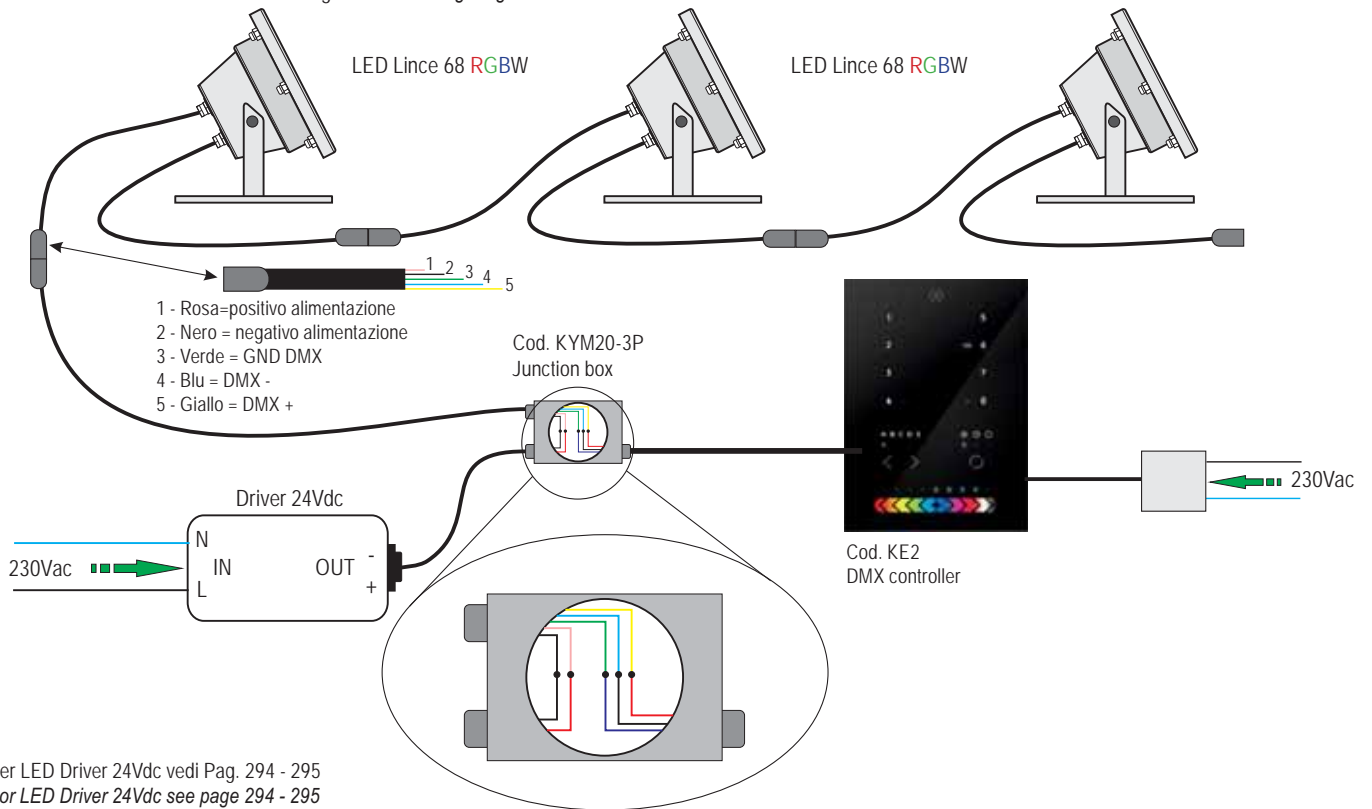 LED Lince 68 RGBW
LED Lince 68 RGBW
1
2
3
4
5
1 - Rosa=positivo alimentazione
2 - Nero = negativo alimentazione
3 - Verde = GND DMX
4 - Blu = DMX -
5 - Giallo = DMX +
Cod. KYM20-3P
Junction box
Driver 24Vdc
N
230Vac
IN
OUT
-
+
L
Cod. KE2
DMX controller
230Vac
er LED Driver 24Vdc vedi Pag. 294 - 295
or LED Driver 24Vdc see page 294 - 295